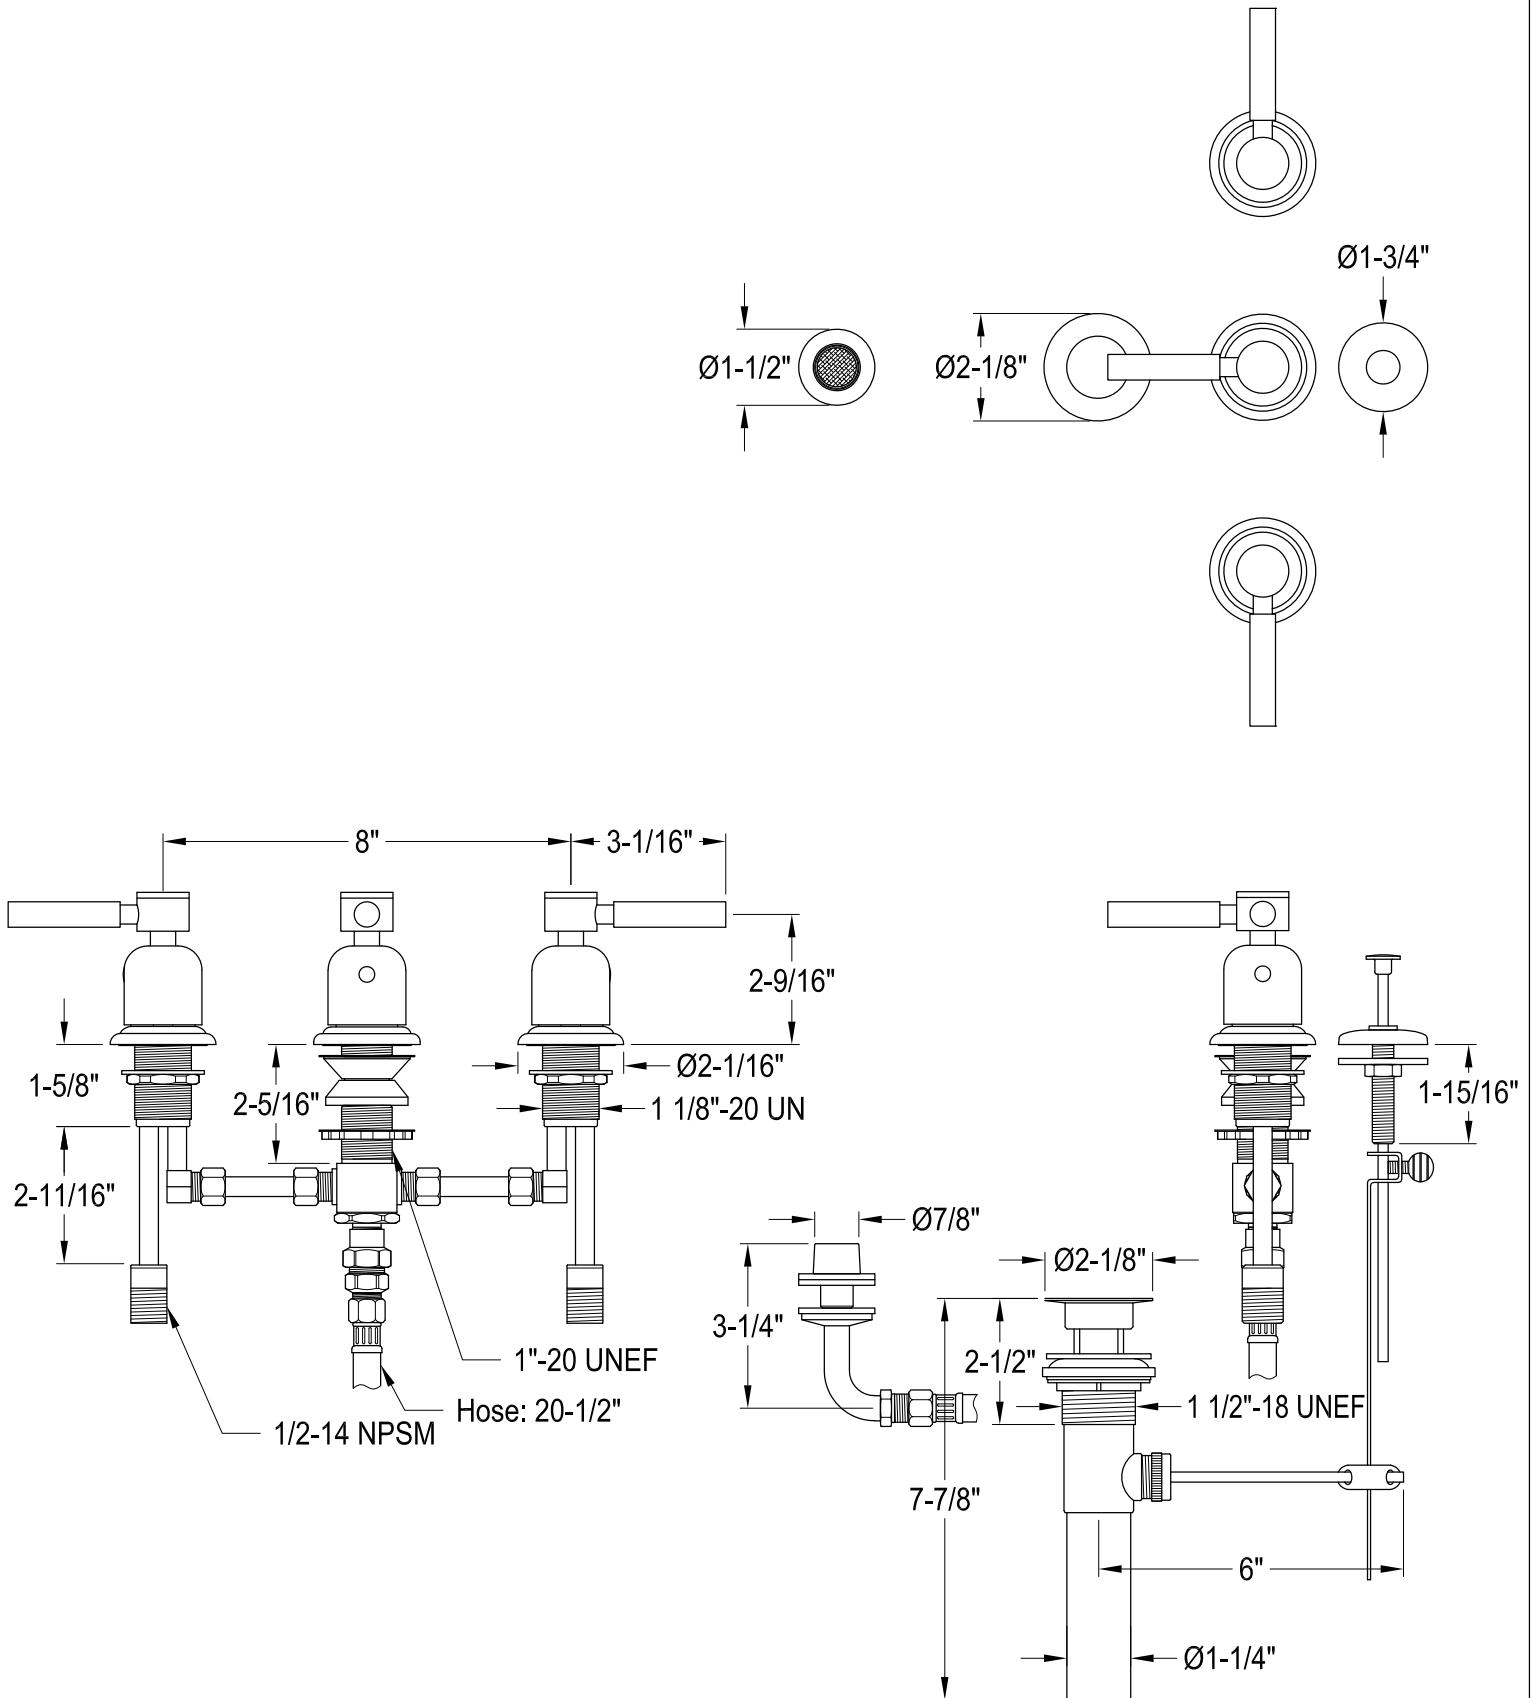 Ø1-3/4"
Ø1-1/2"
Ø2-1/8"
8"
3-1/16"
2-9/16"
1-5/8"
2-5/16"
Ø2-1/16"
1 1/8"-20 UN
1-15/16"
2-11/16"
Ø7/8"
Ø2-1/8"
3-1/4"
2-1/2"
1"-20 UNEF
Hose: 20-1/2"
1 1/2"-18 UNEF
1/2-14 NPSM
7-7/8"
6"
Ø1-1/4"